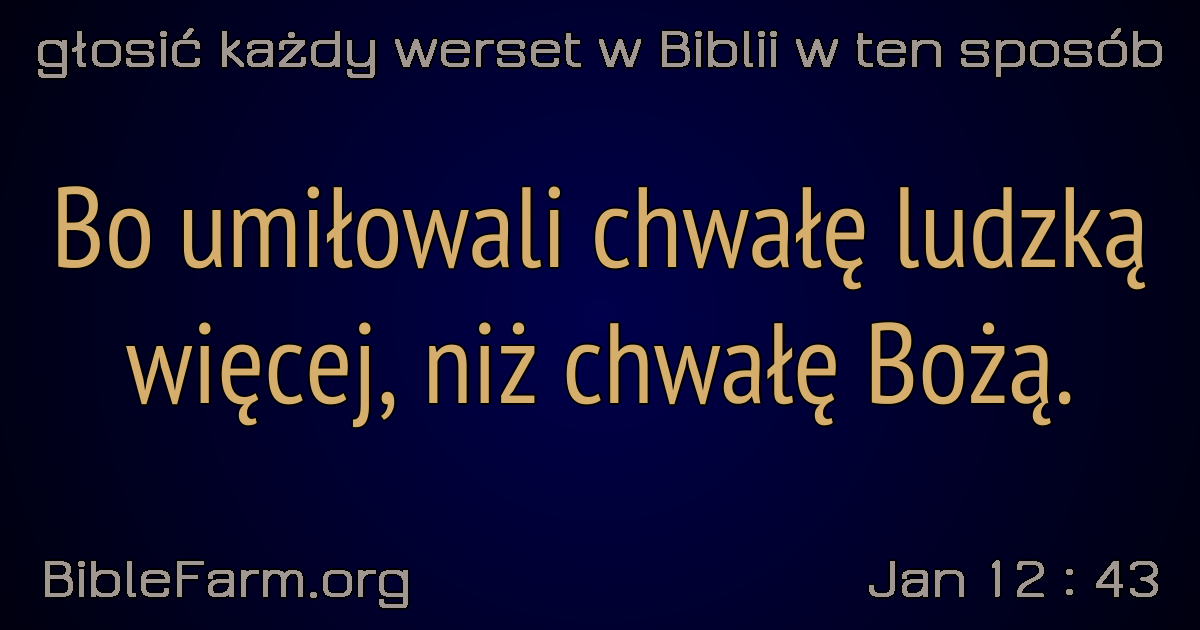 głosić każdy werset w Biblii w ten sposób
Bo umiłowali chwałę ludzką
więcej, niż chwałę Bożą.
BibleFarm.org
Jan 12 : 43